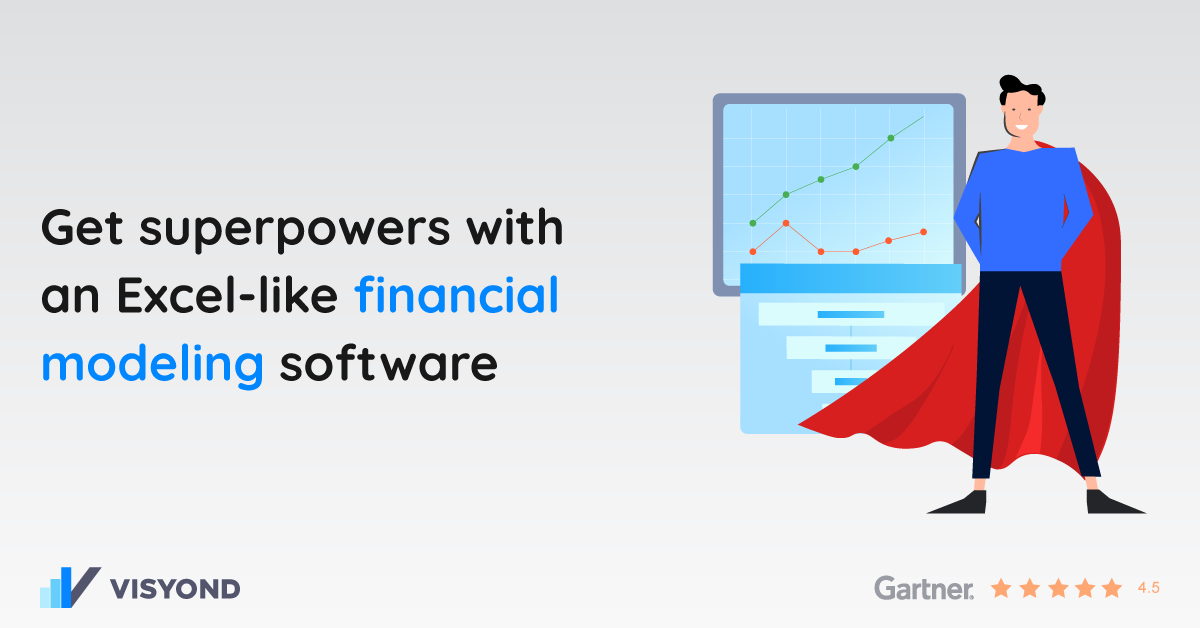 Get superpowers with
an Excel-like financial
modeling software
VISYOND
Gartner.
4.5